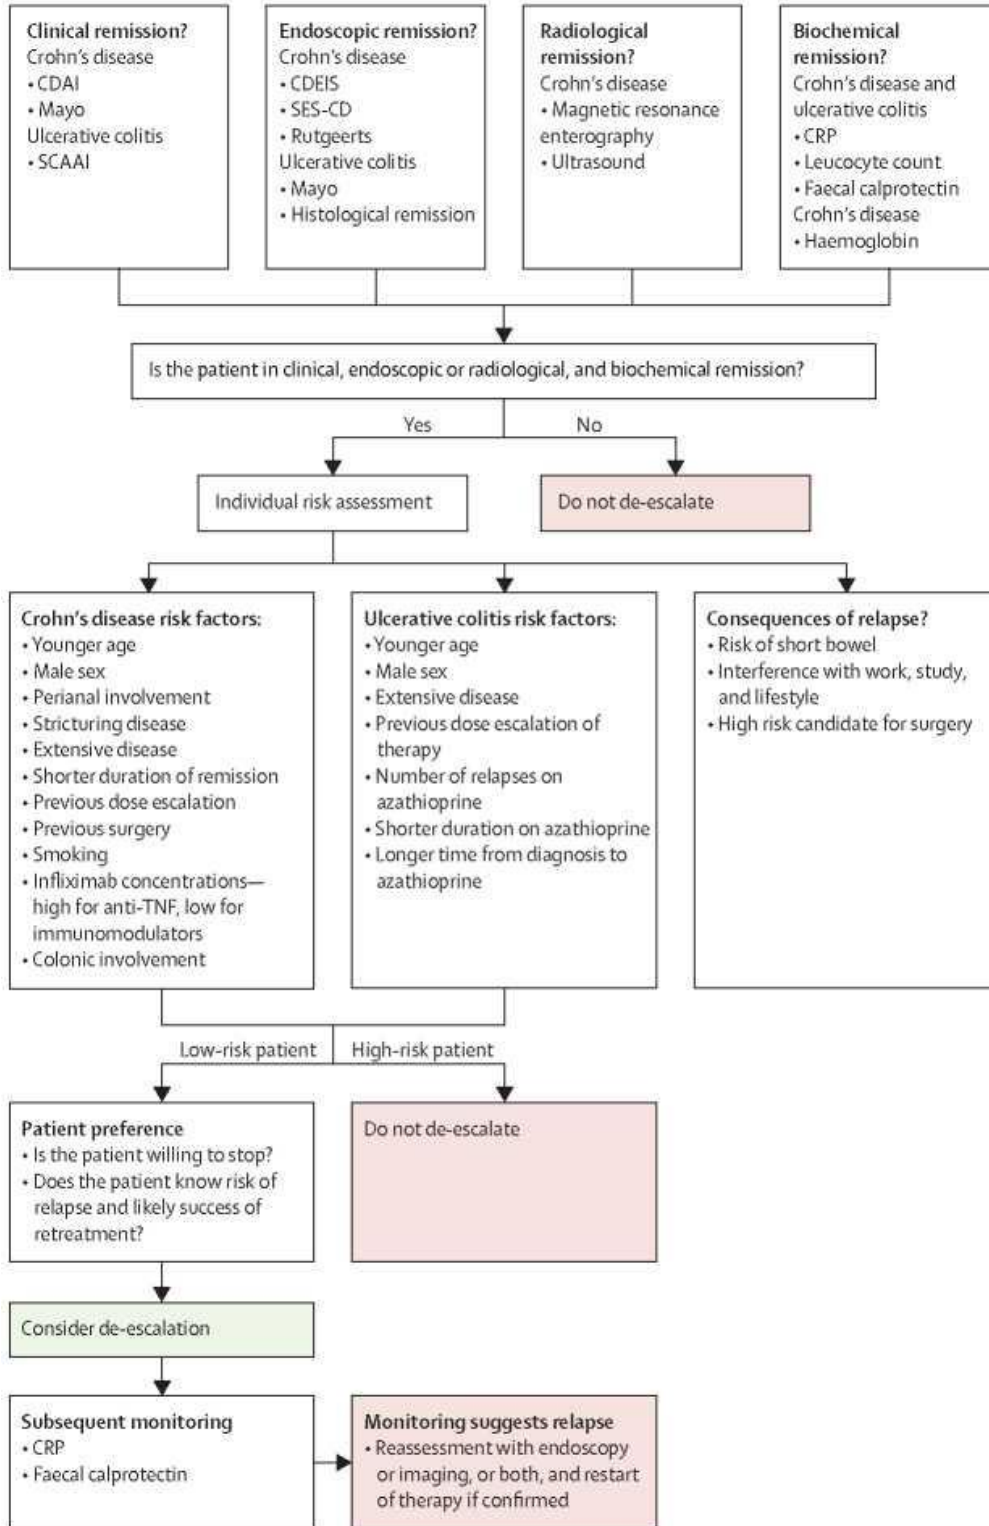 Clinical remission?
Crohn's disease
• CDAI
• Mayo
Ulcerative colitis
• SCAAI
Endoscopic remission?
Crohn's disease
• CDEIS
• SES-CD
• Rutgeerts
Ulcerative colitis
• Mayo
• Histological remission
Radiological
remission?
Crohn's disease
• Magnetic resonance
enterography
• Ultrasound
Biochemical
remission?
Crohn's disease and
ulcerative colitis
• CRP
• Leucocyte count
• Faecal calprotectin
Crohn's disease
• Haemoglobin
Is the patient in clinical, endoscopic or radiological, and biochemical remission?
Yes
No
Individual risk assessment
Do not de-escalate
Crohn's disease risk factors:
• Younger age
• Male sex
• Perianal involvement
• Stricturing disease
• Extensive disease
• Shorter duration of remission
• Previous dose escalation
• Previous surgery
• Smoking
• Infliximab concentrations—
high for anti-TNF, low for
immunomodulators
• Colonic involvement
Ulcerative colitis risk factors:
• Younger age
• Male sex
• Extensive disease
• Previous dose escalation of
therapy
• Number of relapses on
azathioprine
• Shorter duration on azathioprine
• Longer time from diagnosis to
azathioprine
Consequences of relapse?
• Risk of short bowel
• Interference with work, study,
and lifestyle
• High risk candidate for surgery
Low-risk patient
High-risk patient
Patient preference
• Is the patient willing to stop?
• Does the patient know risk of
relapse and likely success of
retreatment?
Do not de-escalate
Consider de-escalation
Subsequent monitoring
• CRP
• Faecal calprotectin
Monitoring suggests relapse
• Reassessment with endoscopy
or imaging, or both, and restart
of therapy if confirmed